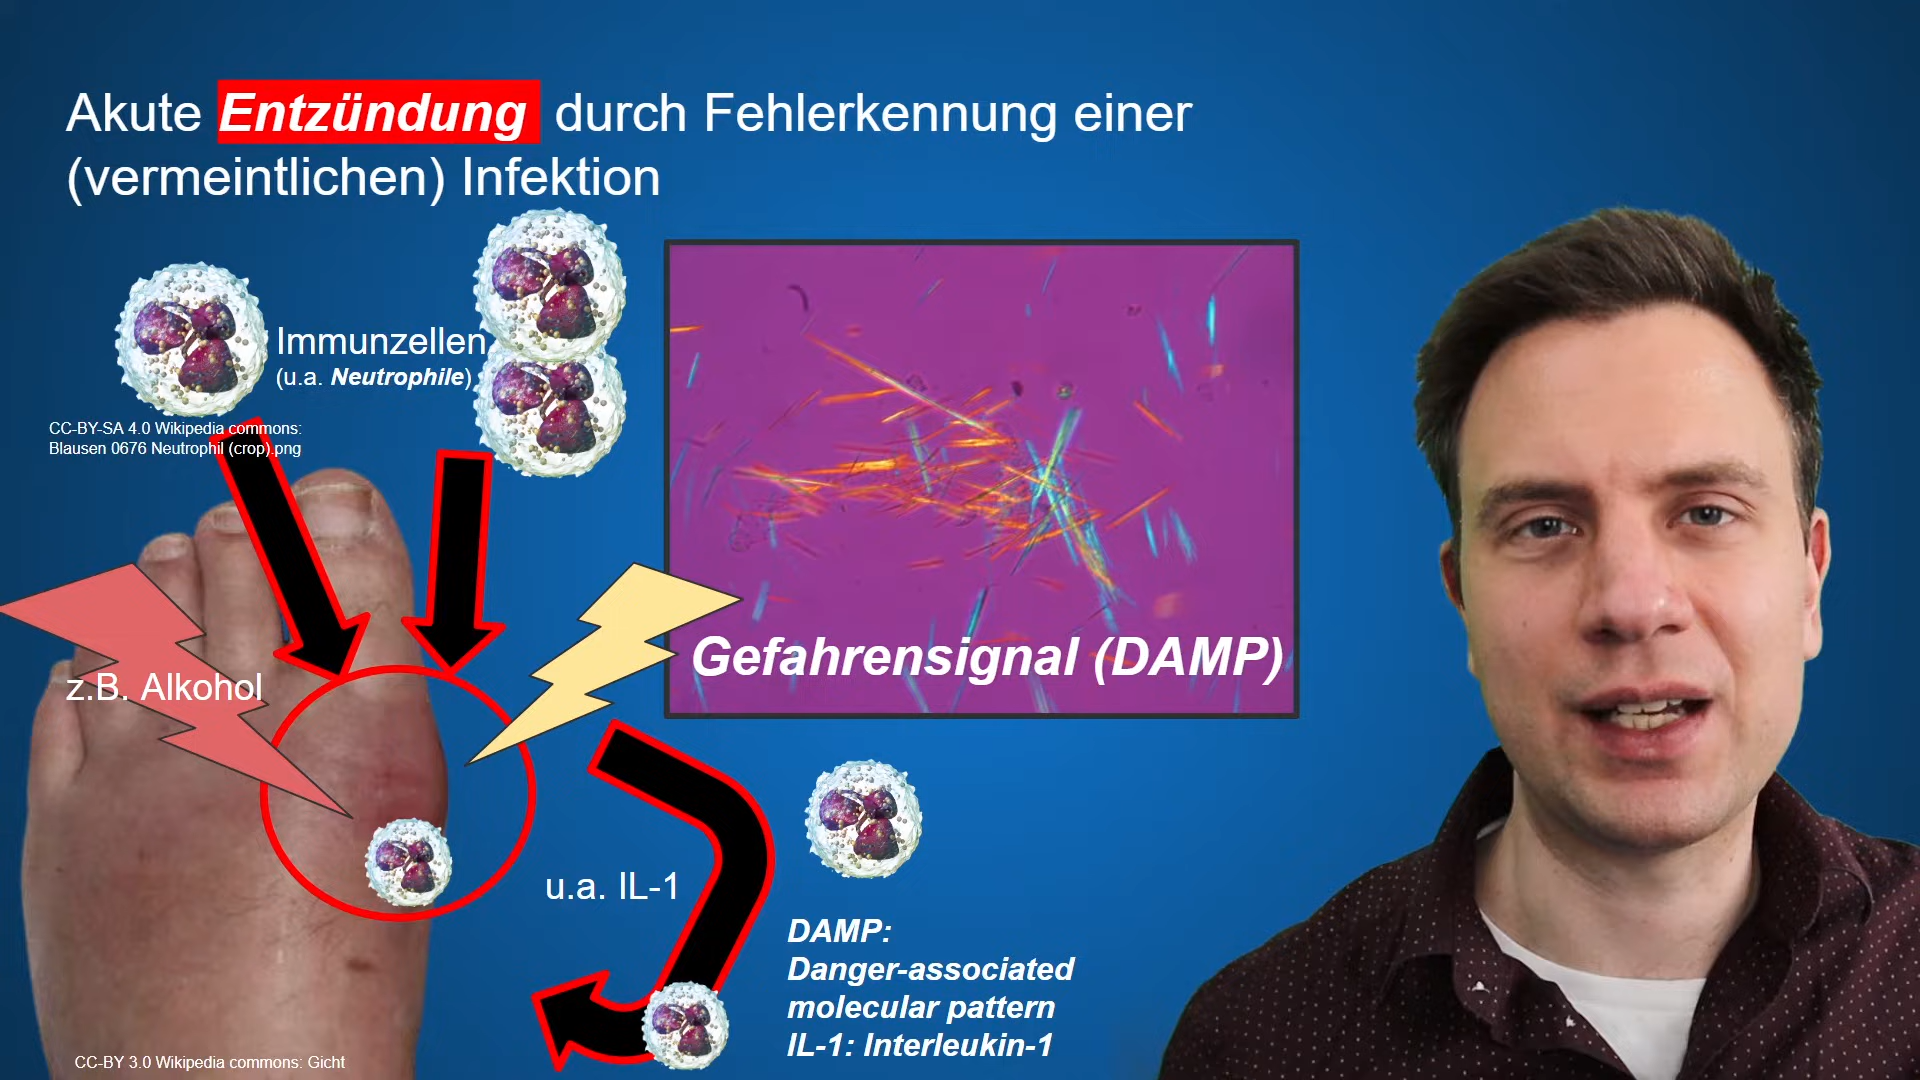 Akute Entzündung durch Fehlerkennung einer
(vermeintlichen) Infektion
Immunzellen
(u.a. Neutrophile)
CC-BY-SA 4.0 Wikipedia commons:
Blausen 0676 Neutrophil (crop).png
Gefahrensignal (DAMP)
z.B. Alkohol
u.a. IL-1
DAMP:
Danger-associated
molecular pattern
IL-1: Interleukin-1
CC-BY 3.0 Wikipedia commons: Gicht